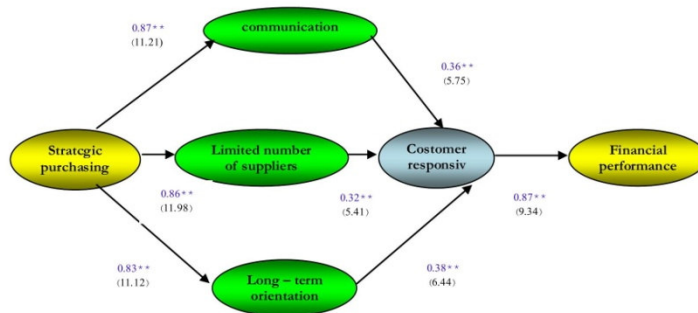 0.87**
(11.21)
communication
0.36**
(5.75)
Stratcgic
purchasing
Limited number
of suppliers
Costomer
responsiv
Financial
performance
0.86**
(11.98)
0.32**
(5.41)
0.87**
(9.34)
0.83**
(11.12)
Long – term
orientation
0.38**
(6.44)